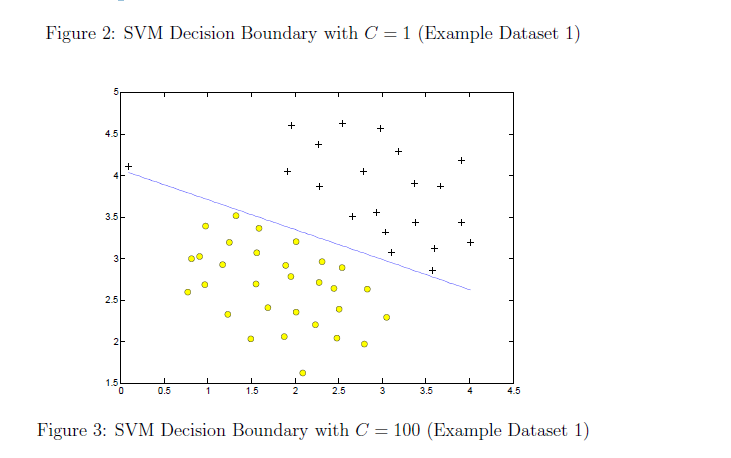 Figure 2: SVM Decision Boundary with C = 1 (Example Dataset 1)
5
4.5
4
3.5
3
2.5
2
1.5
0 0.5 1 1.5 2 2.5 3 3.5 4 4.5
Figure 3: SVM Decision Boundary with C = 100 (Example Dataset 1)